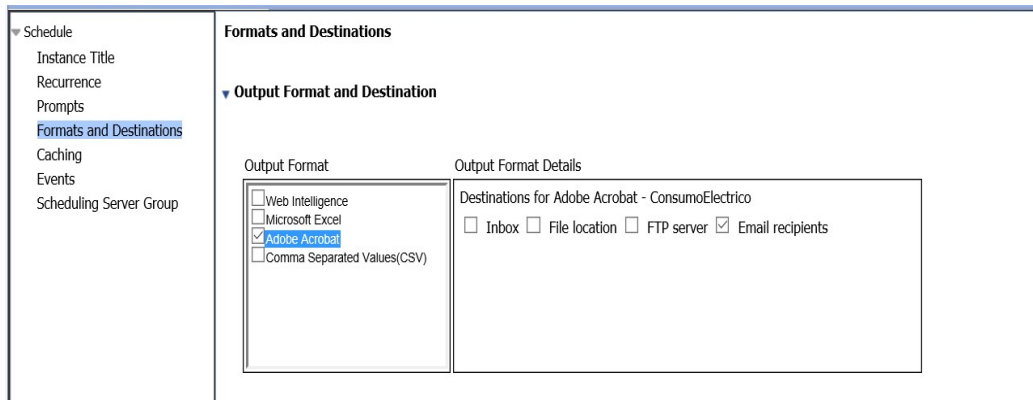 Schedule
Instance Title
Recurrence
Prompts
Formats and Destinations
Caching
Events
Scheduling Server Group
Formats and Destinations
Output Format and Destination
Output Format
Web Intelligence
Microsoft Excel
Adobe Acrobat
Comma Separated Values(CSV)
Output Format Details
Destinations for Adobe Acrobat - ConsumoElectrico
Inbox File location FTP server Email recipients